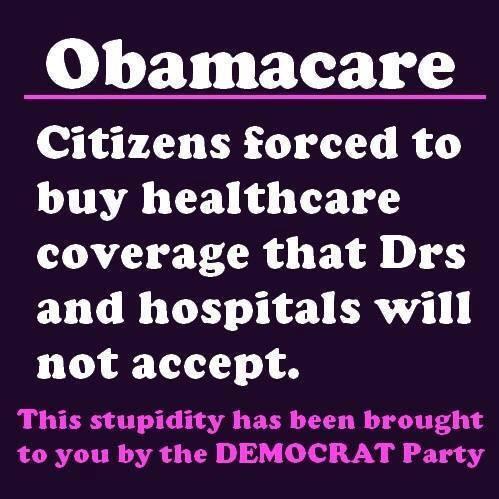 Obamacare
Citizens forced to
buy healthcare
coverage that Drs
and hospitals will
not accept.
This stupidity has been brought
to you by the DEMOCRAT Party